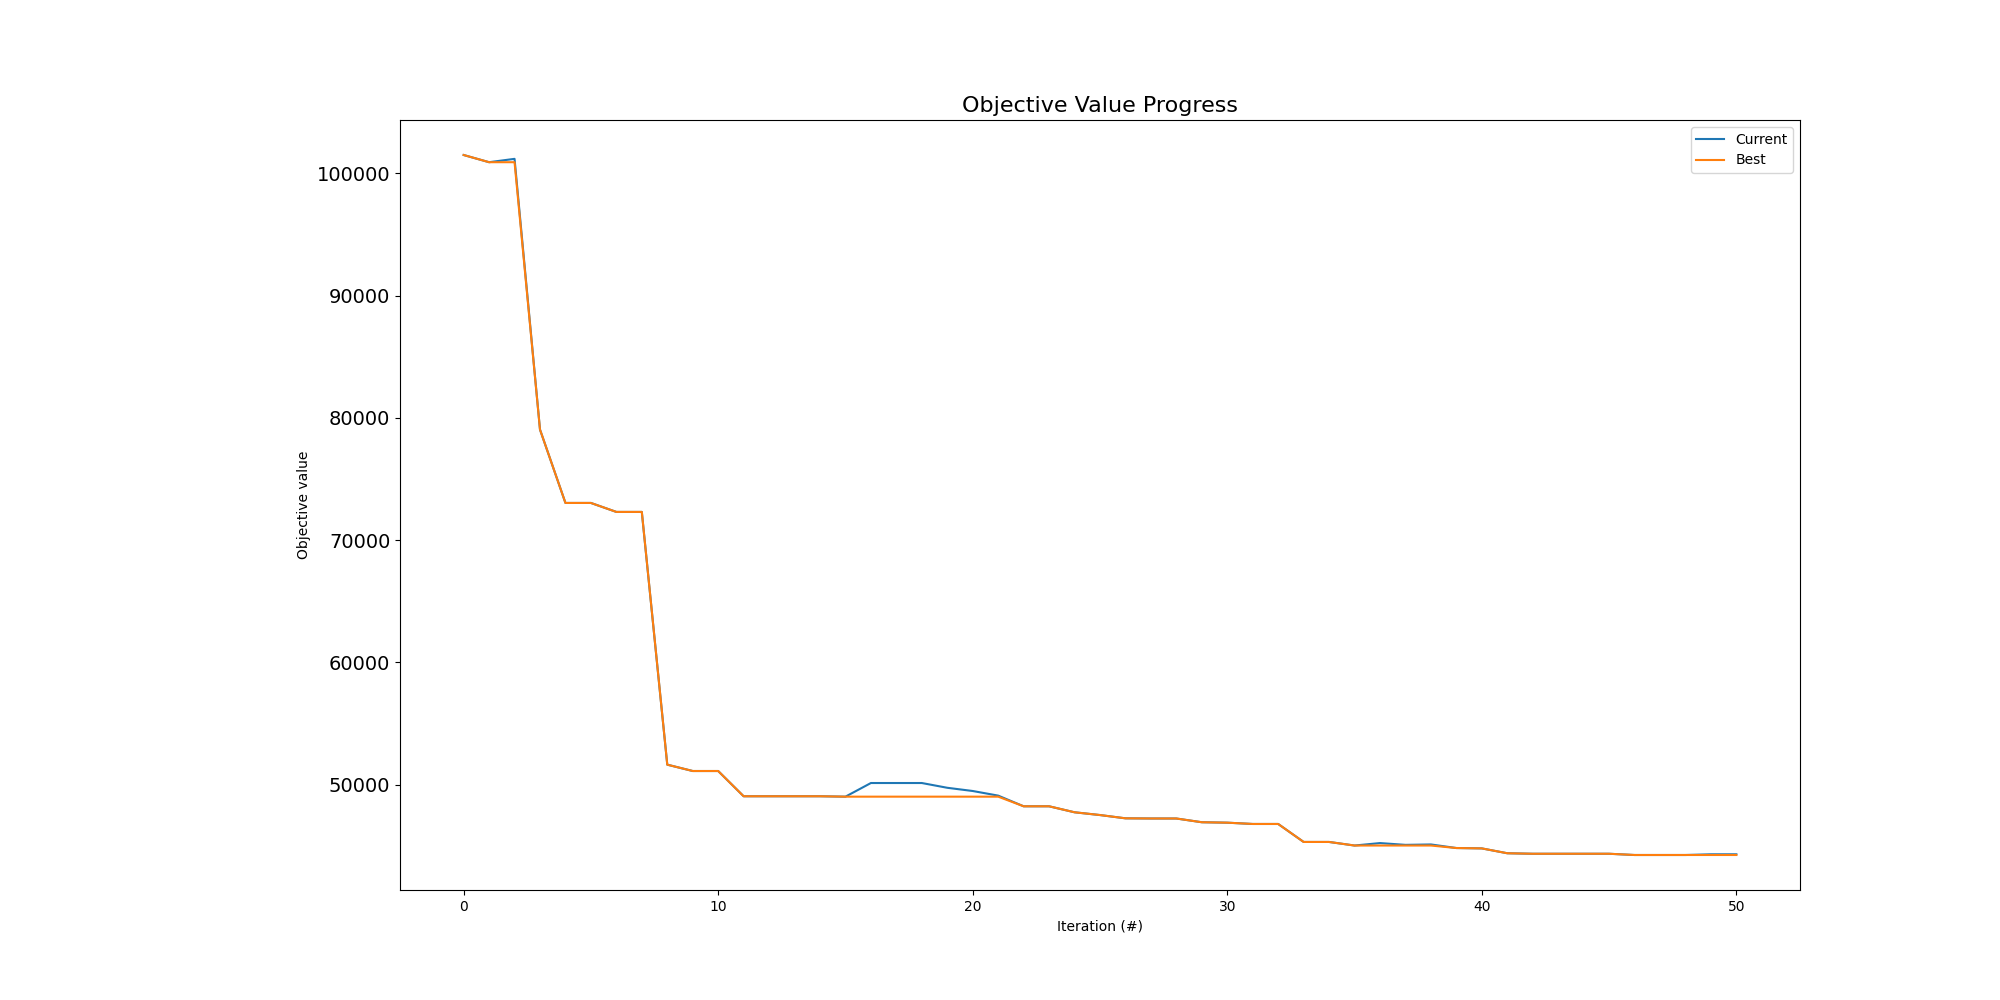 Objective Value Progress
Current
Best
100000
90000
80000
70000
60000
50000
Objective value
0 10 20 30 40 50
Iteration (#)